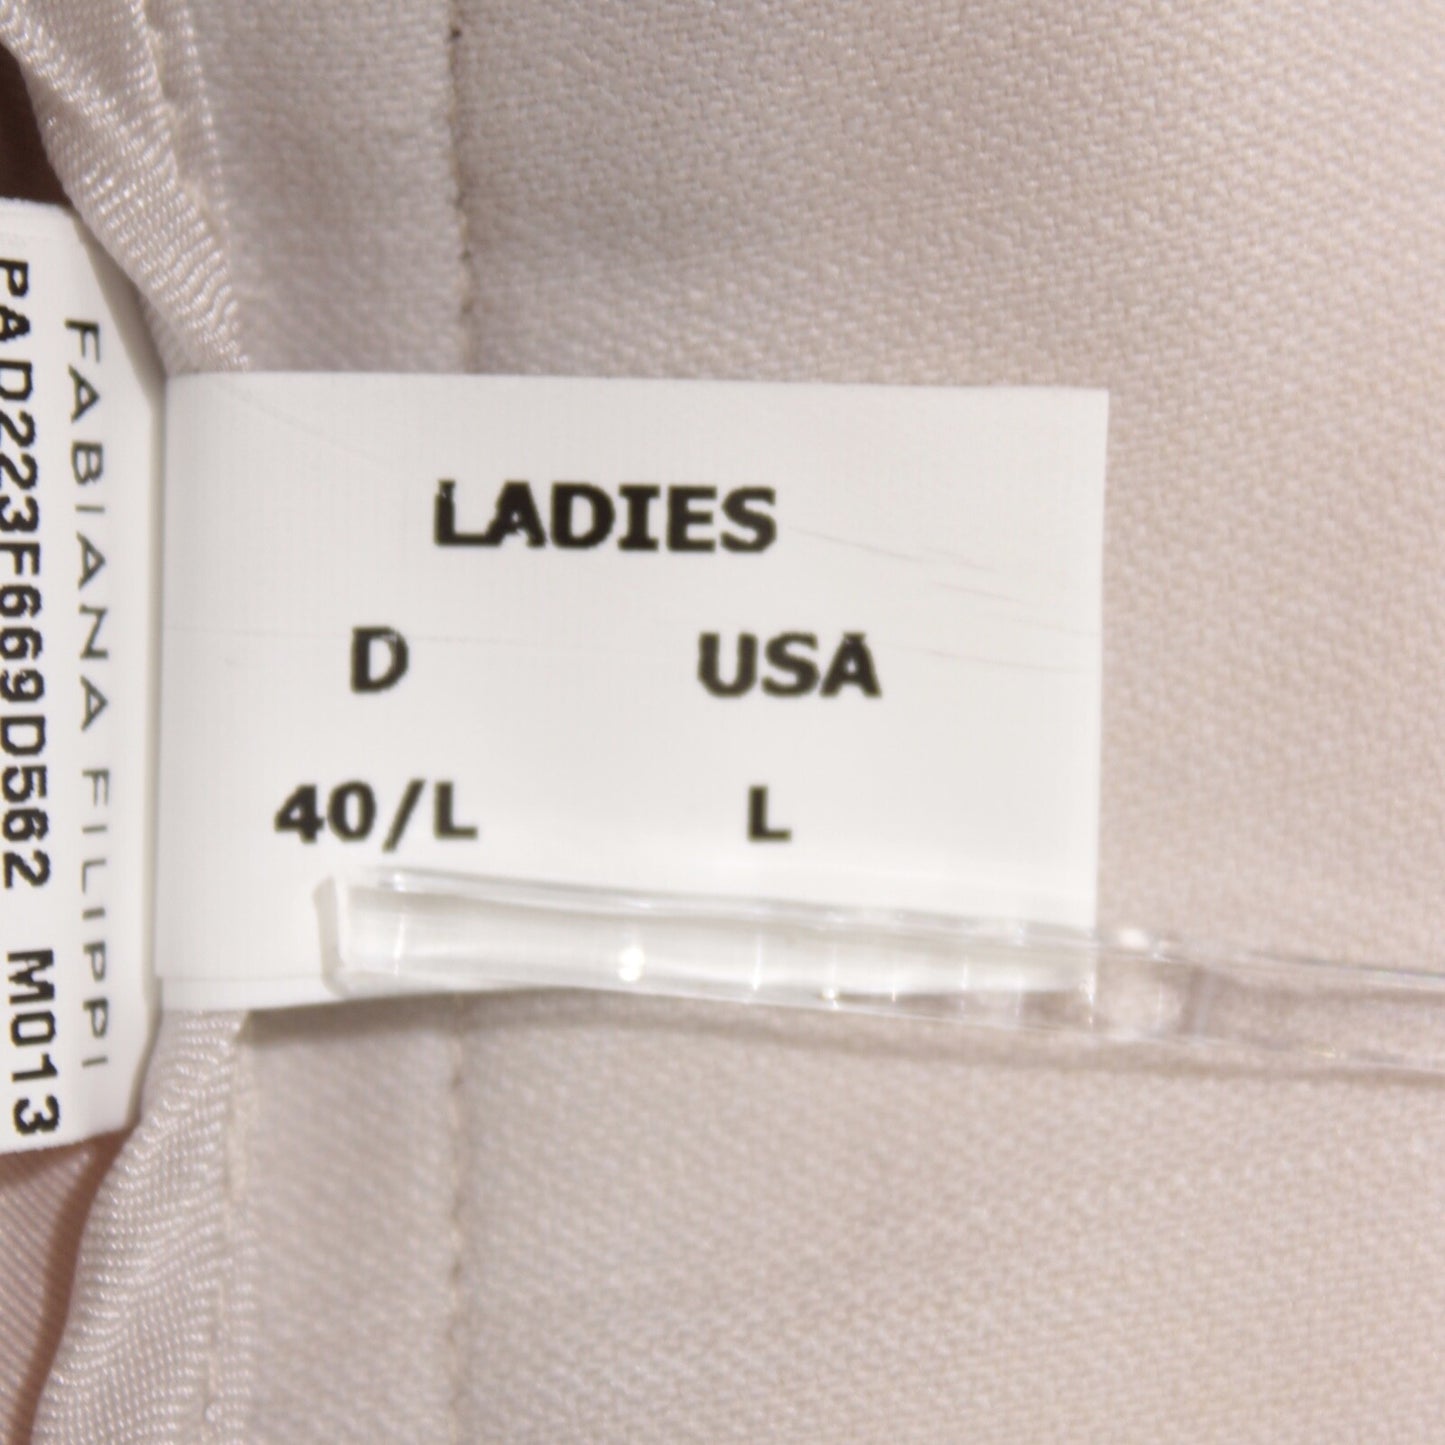 PAD223F669D562 M013
FABIANA FILIPPI
LADIES
D USA
40/L L